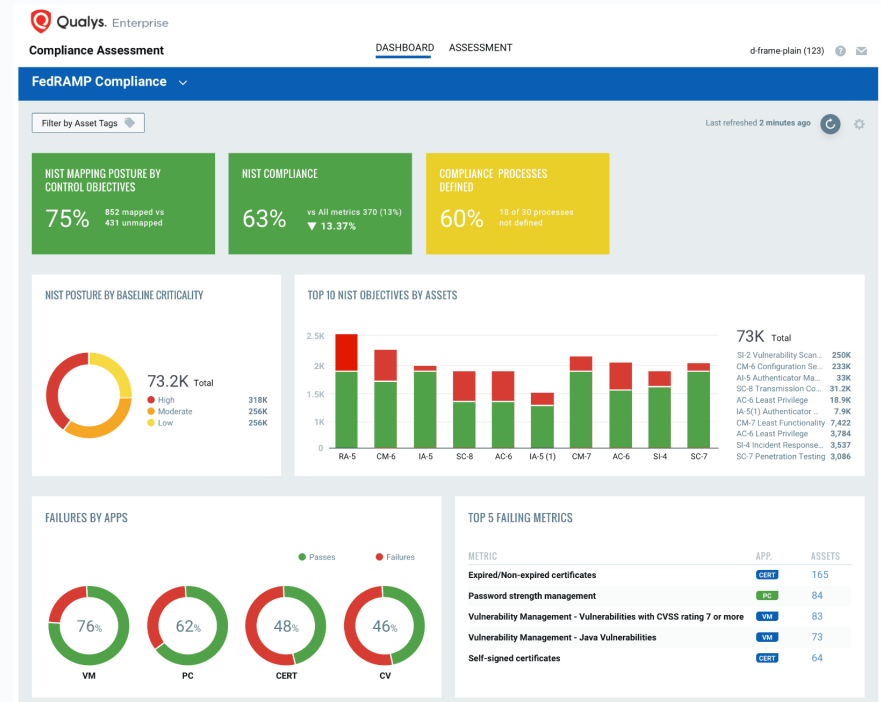 Qualys. Enterprise
Compliance Assessment
DASHBOARD ASSESSMENT
d-frame-plain (123) ?
FedRAMP Compliance
Filter by Asset Tags
Last refreshed 2 minutes ago
NIST MAPPING POSTURE BY
CONTROL OBJECTIVES
75%
852 mapped vs
431 unmapped
NIST COMPLIANCE
63%
vs All metrics 370 (13%)
▼ 13.37%
COMPLIANCE PROCESSES
DEFINED
60%
18 of 30 processes
not defined
NIST POSTURE BY BASELINE CRITICALITY
73.2K Total
High 318K
Moderate 256K
Low 256K
TOP 10 NIST OBJECTIVES BY ASSETS
2.5K
2K
1.5K
1K
0
RA-5 CM-6 IA-5 SC-8 AC-6 IA-5 (1) CM-7 AC-6 SI-4 SC-7
73K Total
SI-2 Vulnerability Scan... 250K
CM-6 Configuration Se... 233K
AI-5 Authenticator Ma... 33K
SC-8 Transmission Co... 31.2K
AC-6 Least Privilege 18.9K
IA-5(1) Authenticator ... 7.9K
CM-7 Least Functionality 7,422
AC-6 Least Privilege 3,784
SI-4 Incident Response... 3,537
SC-7 Penetration Testing 3,086
FAILURES BY APPS
Passes Failures
76% 62% 48% 46%
VM PC CERT CV
TOP 5 FAILING METRICS
METRIC APP. ASSETS
Expired/Non-expired certificates CERT 165
Password strength management PC 84
Vulnerability Management - Vulnerabilities with CVSS rating 7 or more VM 83
Vulnerability Management - Java Vulnerabilities VM 73
Self-signed certificates CERT 64